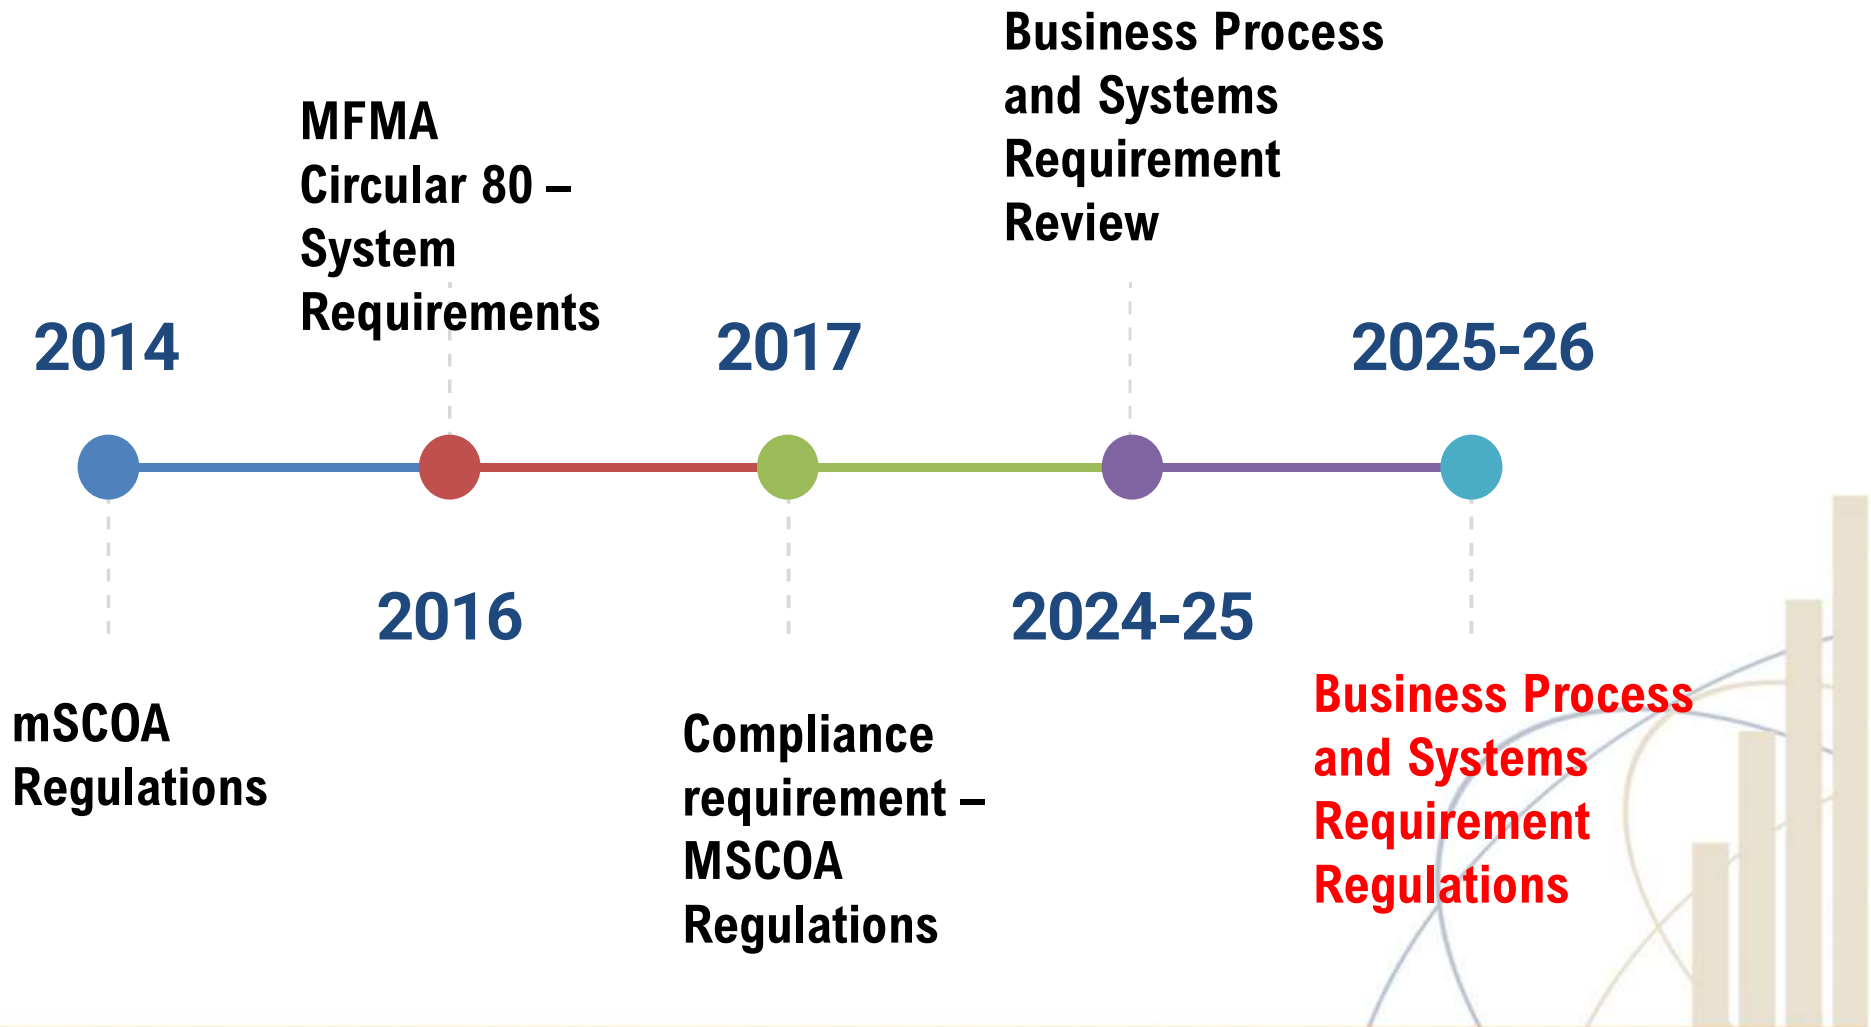 2014
mSCOA
Regulations
MFMA
Circular 80 –
System
Requirements
2016
2017
Compliance
requirement –
MSCOA
Regulations
Business Process
and Systems
Requirement
Review
2024-25
2025-26
Business Process
and Systems
Requirement
Regulations